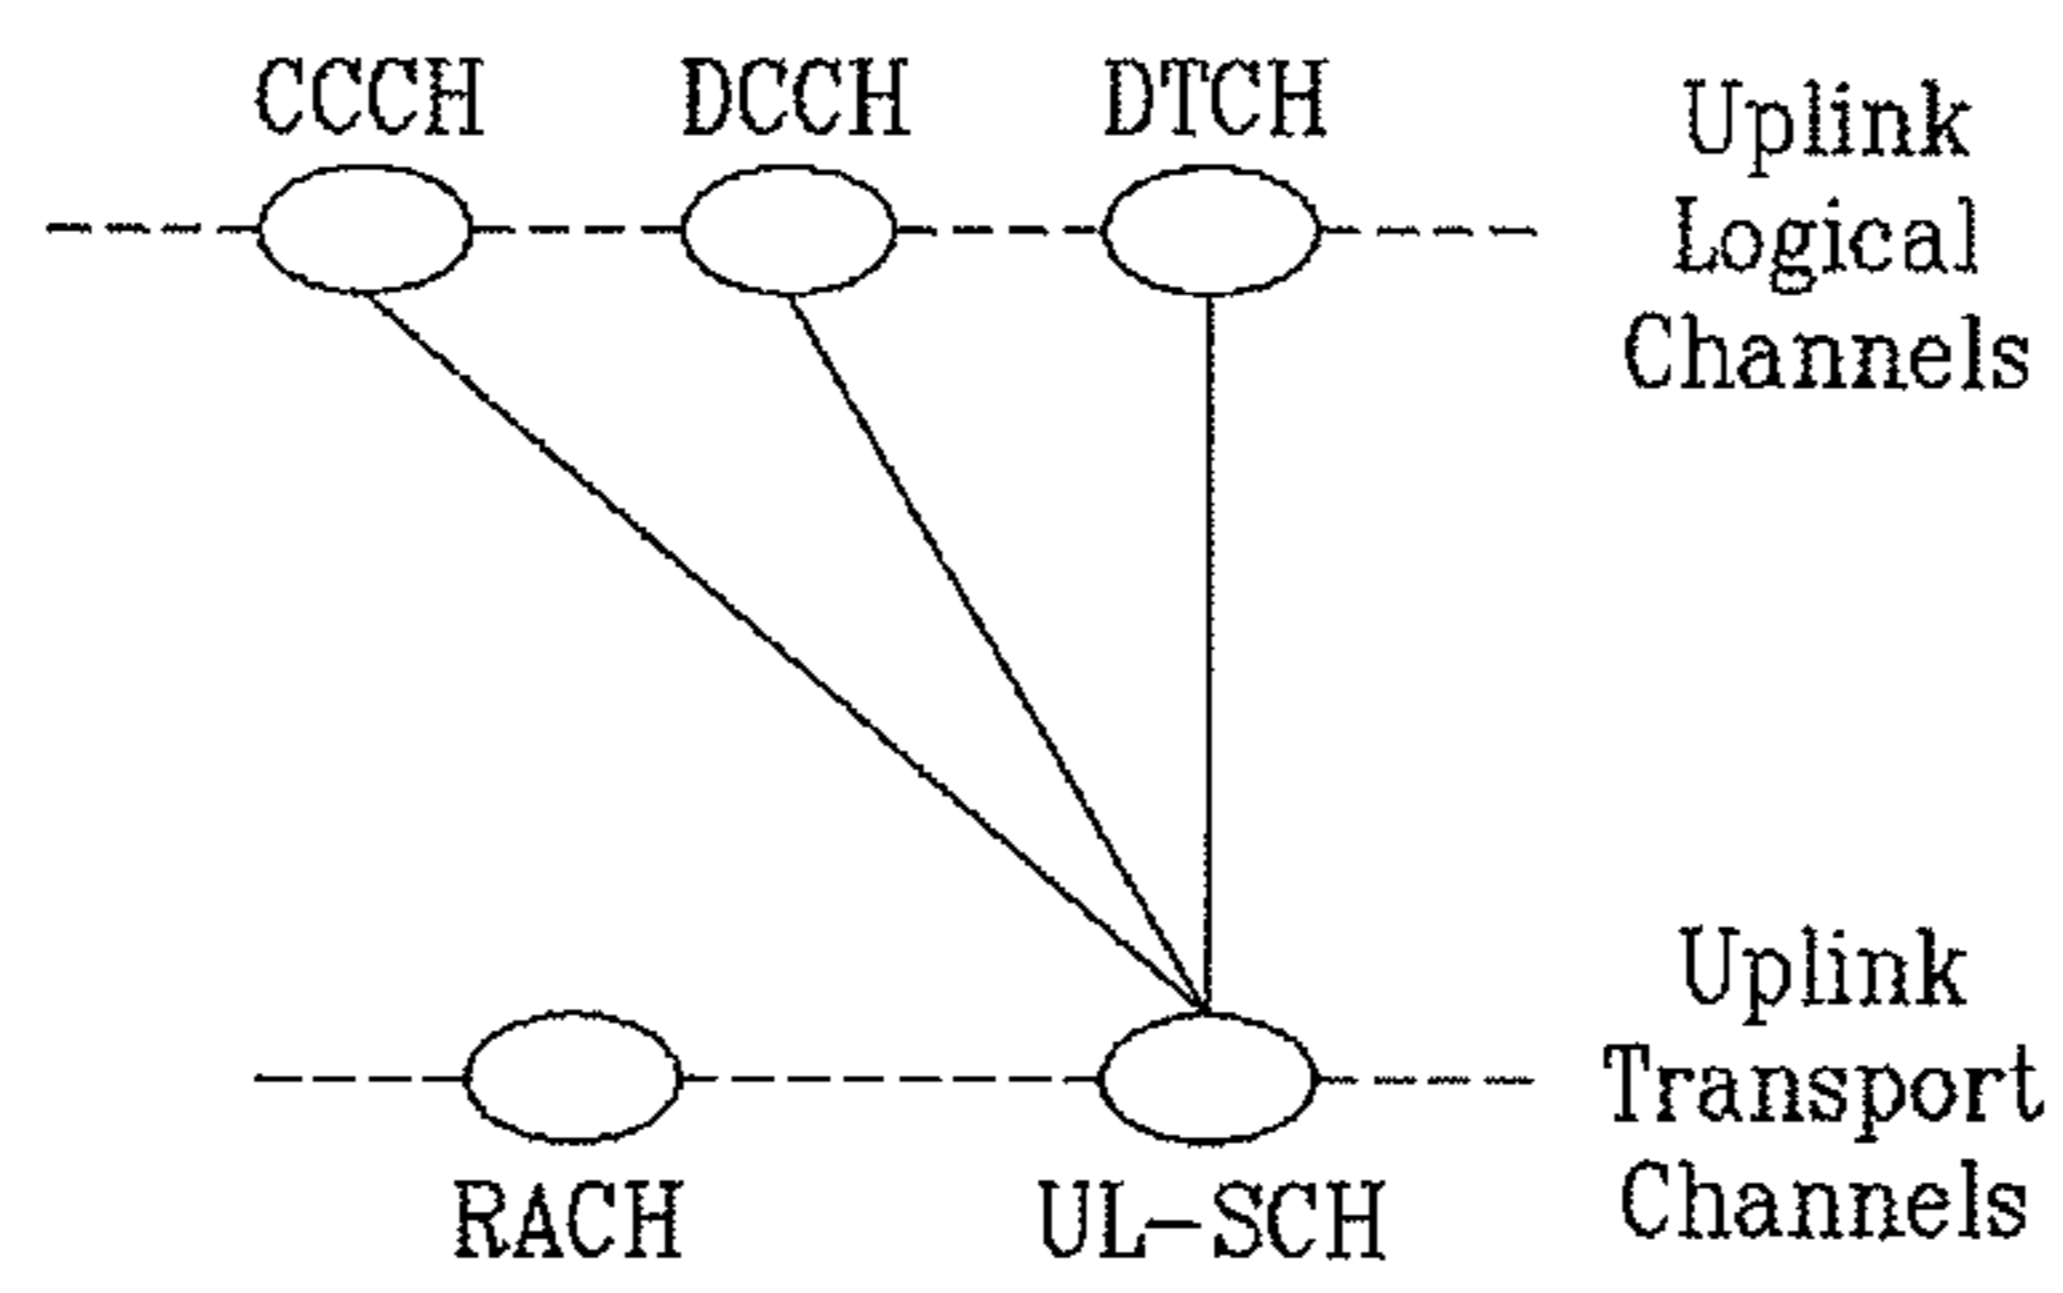 CCCH DCCH DTCH
Uplink
Logical
Channels
Uplink
Transport
Channels
RACH UL-SCH